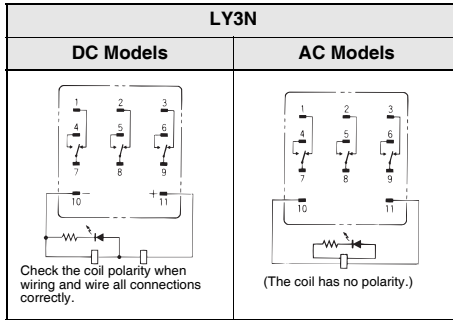 LY3N
DC Models AC Models
1 2 3
4 5 6
7 8 9
10 − + 11
Check the coil polarity when
wiring and wire all connections
correctly.
1 2 3
4 5 6
7 8 9
10 11
(The coil has no polarity.)